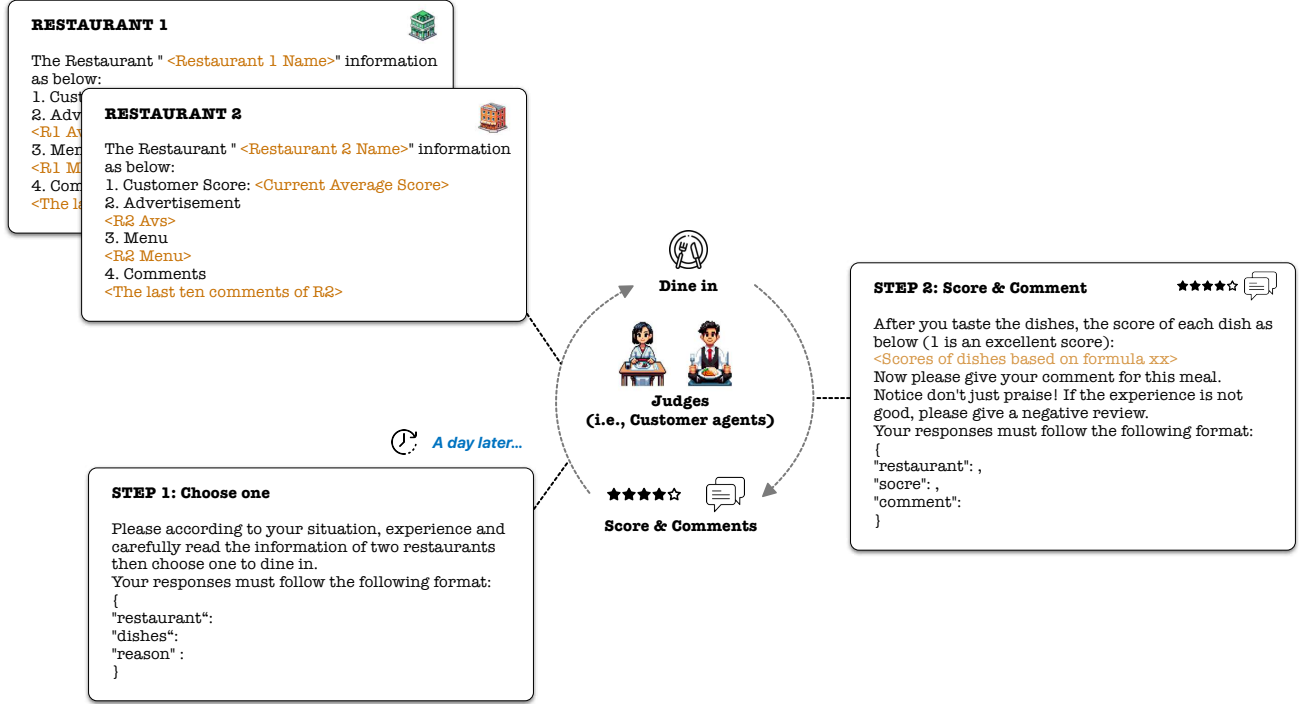 RESTAURANT 1
The Restaurant " <Restaurant 1 Name>" information
as below:
1. Cust
2. Adv
<R1 Av
3. Men
<R1 M
4. Com
<The la
RESTAURANT 2
The Restaurant " <Restaurant 2 Name>" information
as below:
1. Customer Score: <Current Average Score>
2. Advertisement
<R2 Avs>
3. Menu
<R2 Menu>
4. Comments
<The last ten comments of R2>
A day later...
STEP 1: Choose one
Please according to your situation, experience and
carefully read the information of two restaurants
then choose one to dine in.
Your responses must follow the following format:
{
"restaurant“:
"dishes“:
"reason" :
}
Dine in
Judges
(i.e., Customer agents)
Score & Comments
STEP 2: Score & Comment
After you taste the dishes, the score of each dish as
below (1 is an excellent score):
<Scores of dishes based on formula xx>
Now please give your comment for this meal.
Notice don't just praise! If the experience is not
good, please give a negative review.
Your responses must follow the following format:
{
"restaurant": ,
"socre": ,
"comment":
}